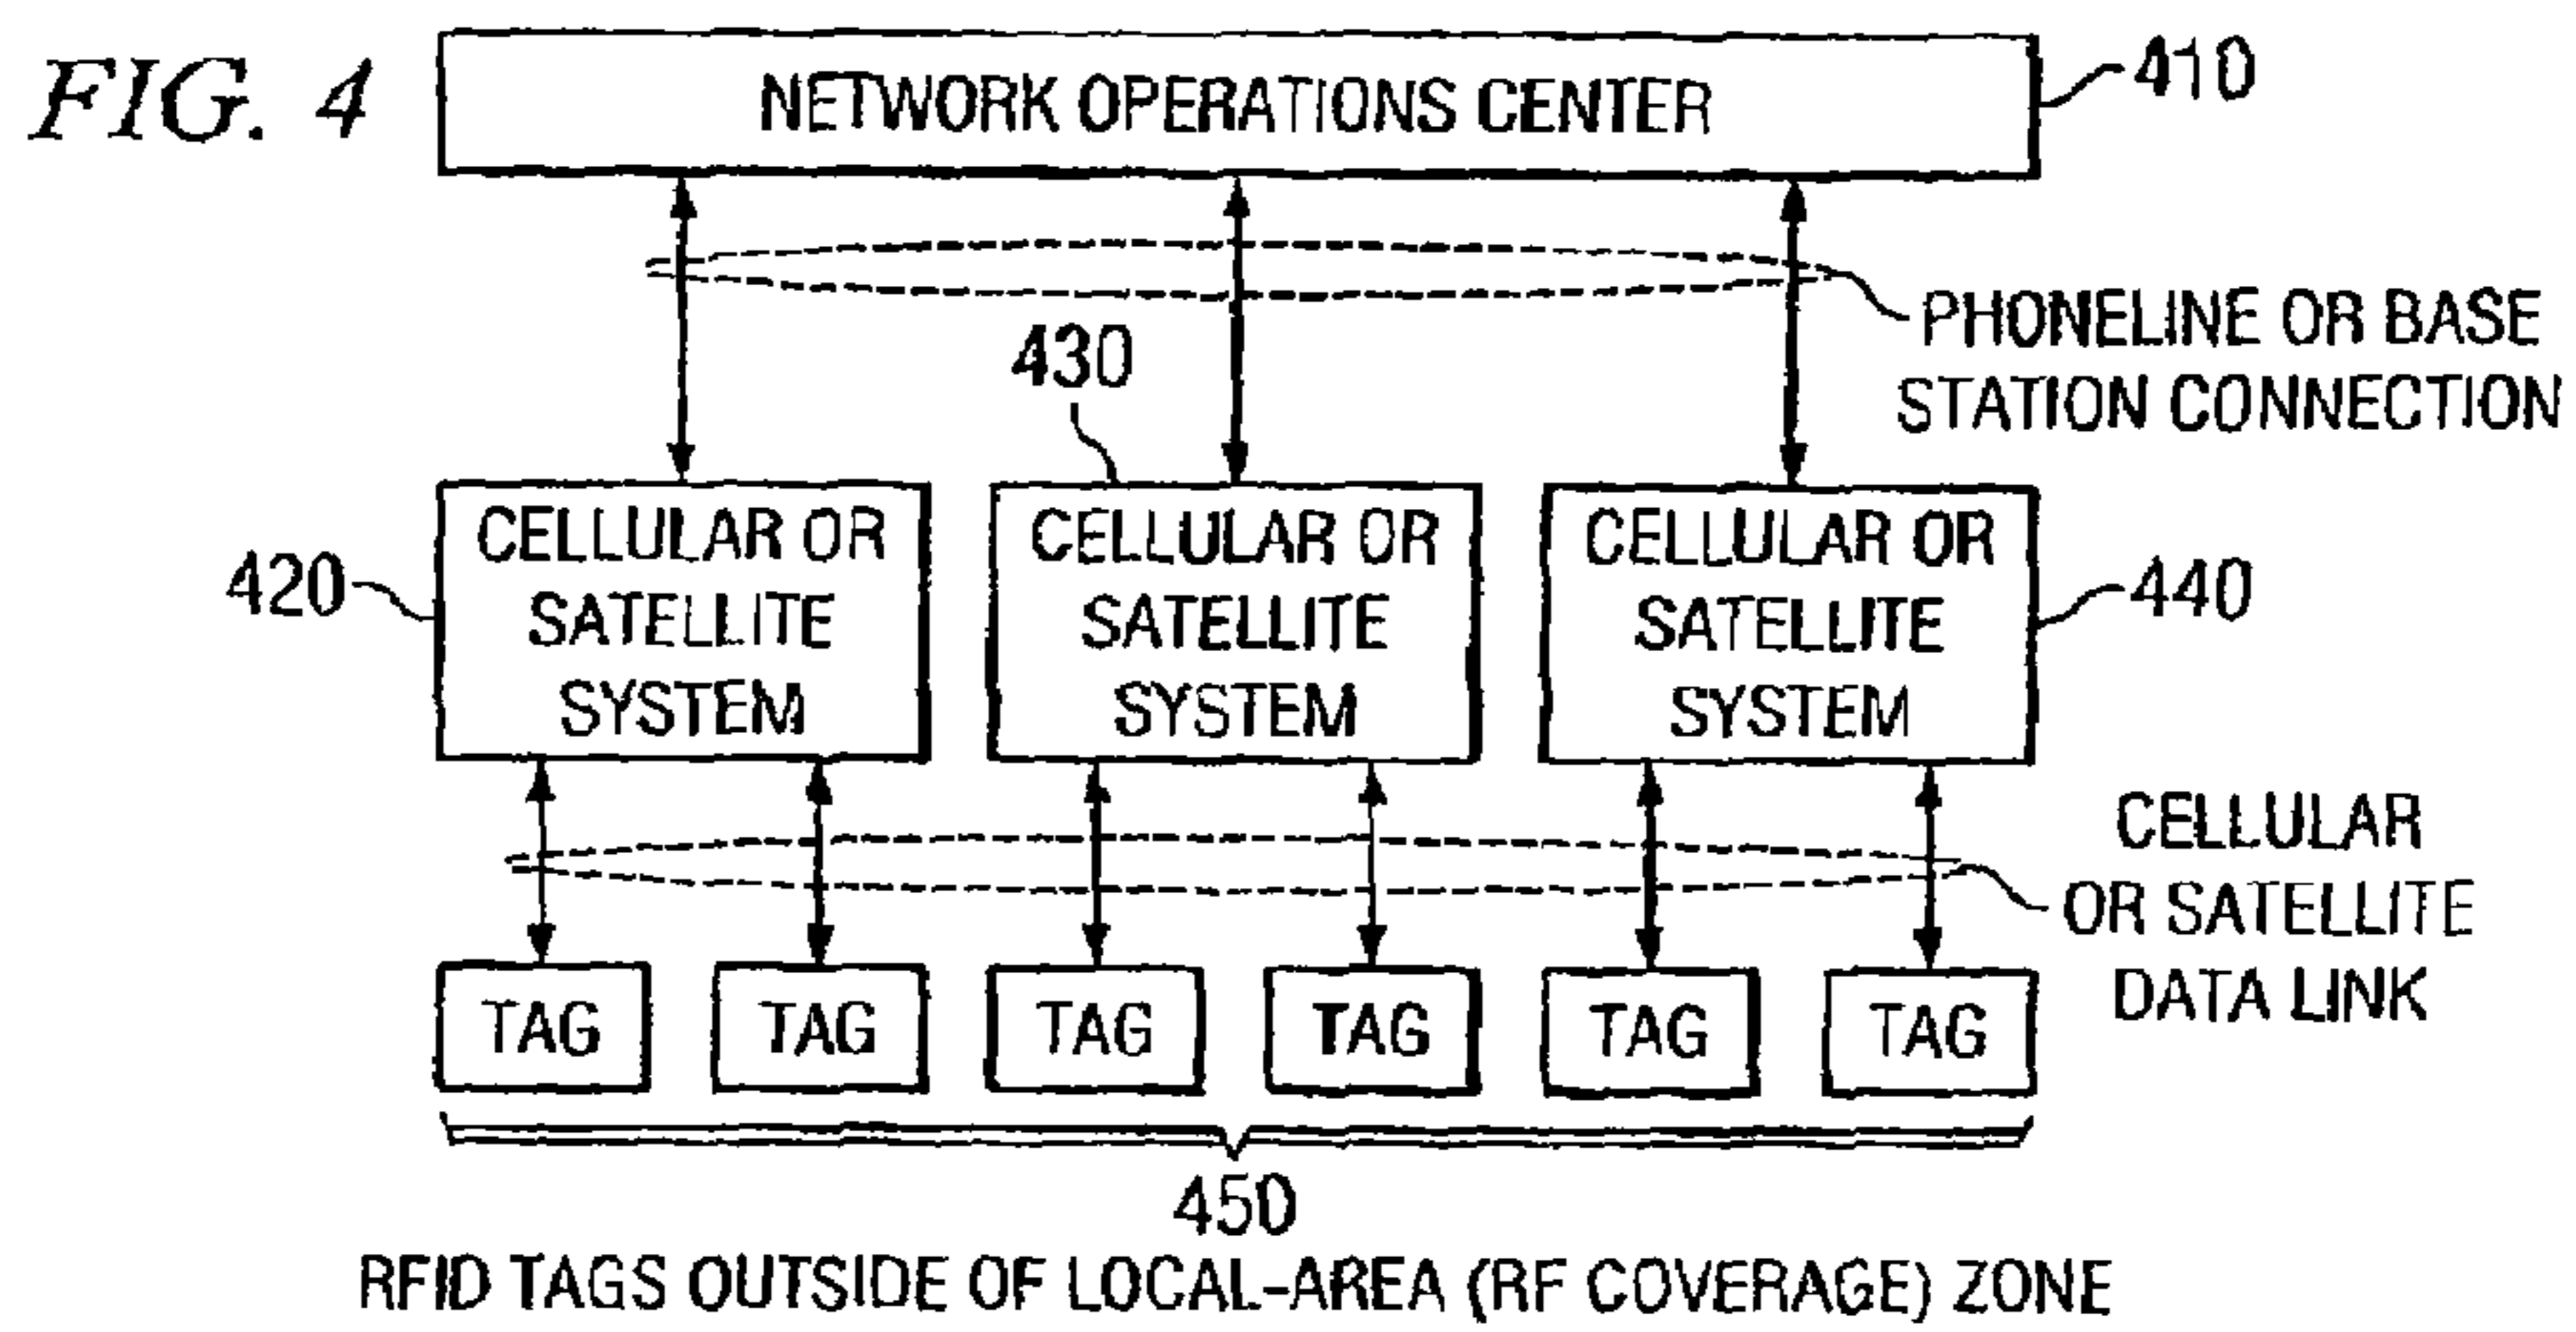 FIG. 4
NETWORK OPERATIONS CENTER
410
PHONELINE OR BASE
STATION CONNECTION
430
420
CELLULAR OR
SATELLITE
SYSTEM
CELLULAR OR
SATELLITE
SYSTEM
CELLULAR OR
SATELLITE
SYSTEM
440
CELLULAR
OR SATELLITE
DATA LINK
TAG
TAG
TAG
TAG
TAG
TAG
450
RFID TAGS OUTSIDE OF LOCAL-AREA (RF COVERAGE) ZONE